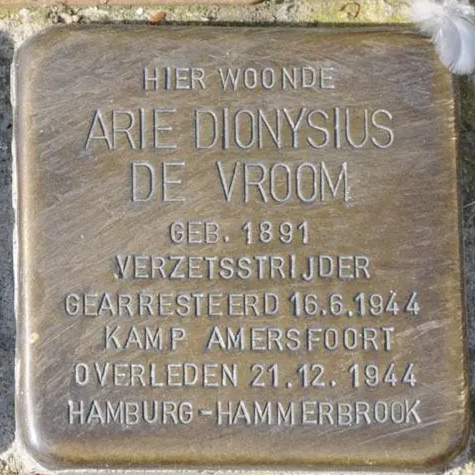 HIER WOONDE
ARIE DIONYSIUS
DE VROOM
GEB. 1891
VERZETSSTRIJDER
GEARRESTEERD 16.6.1944
KAMP AMERSFOORT
OVERLEDEN 21.12.1944
HAMBURG-HAMMERBROOK